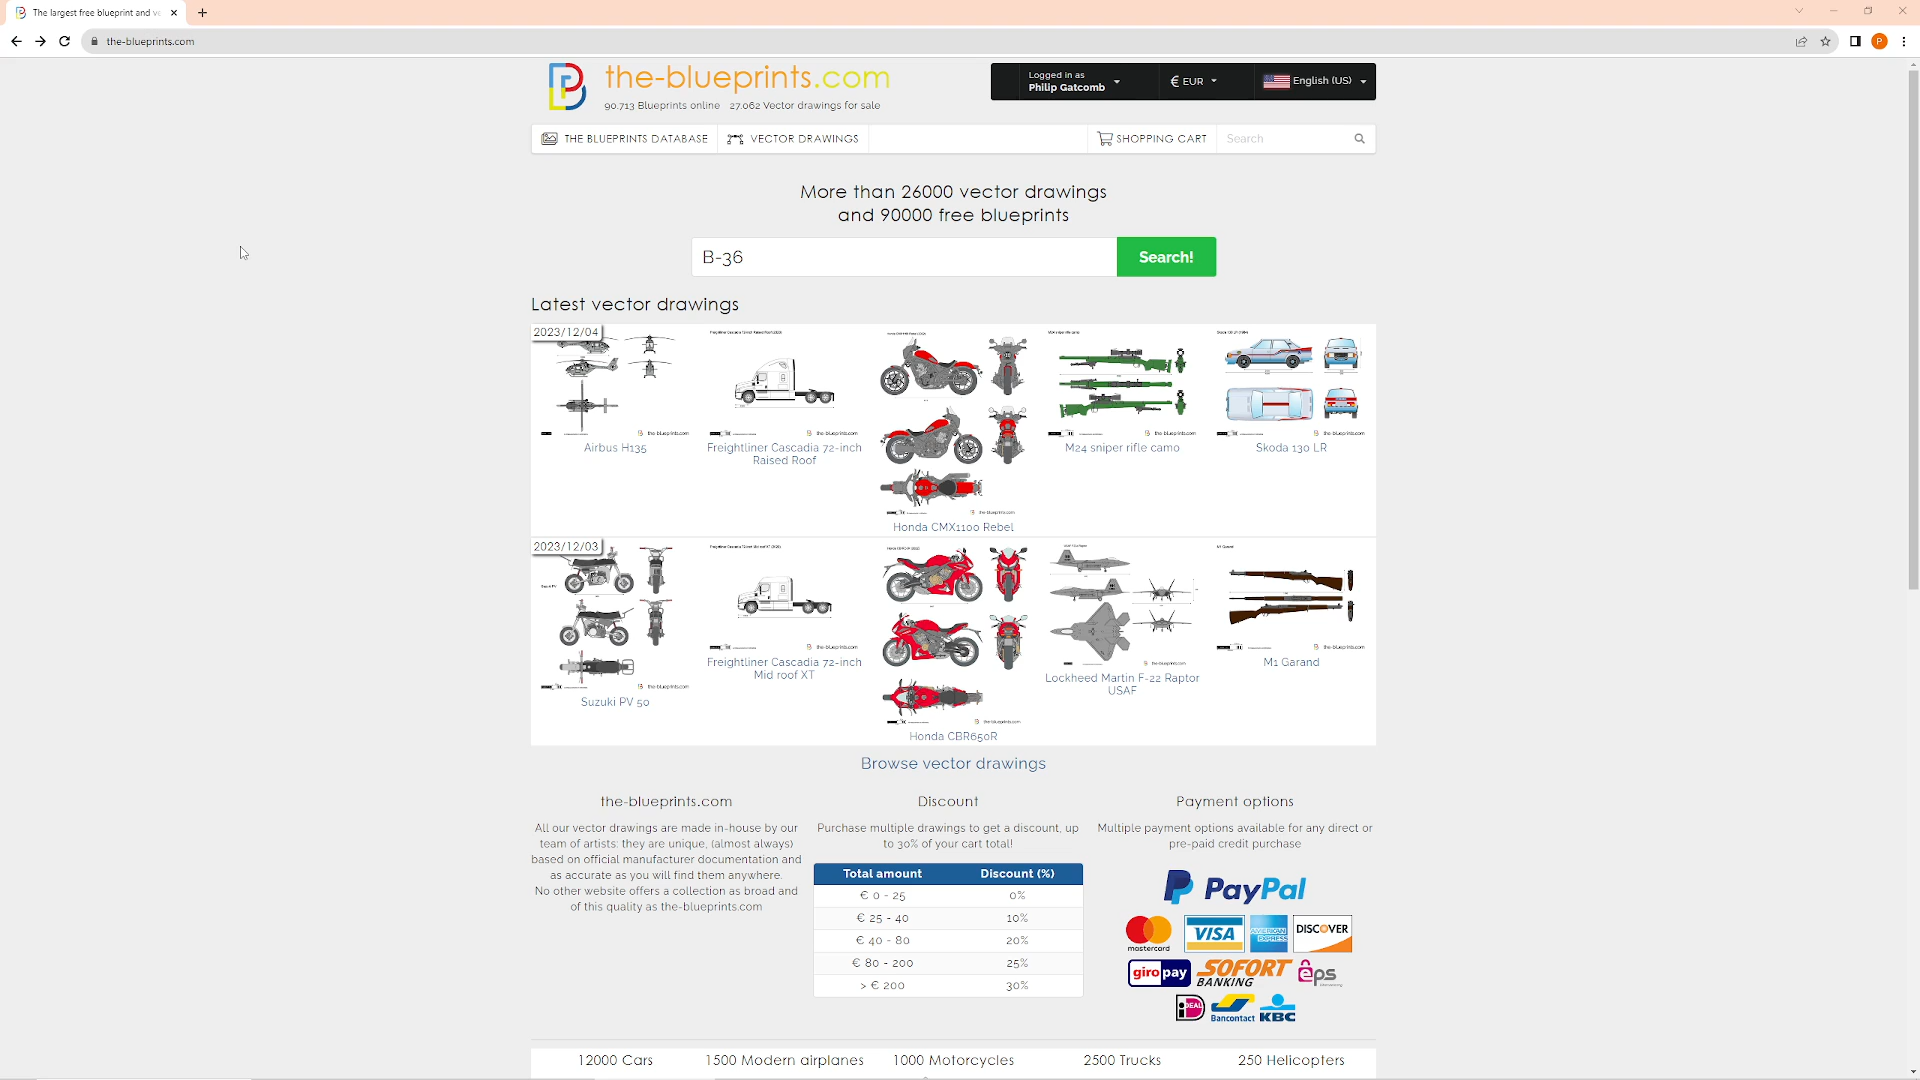 The largest free blueprint and ve
the-blueprints.com
the-blueprints.com
90.713 Blueprints online 27.062 Vector drawings for sale
Logged in as
Philip Gatcomb
€ EUR
English (US)
THE BLUEPRINTS DATABASE
VECTOR DRAWINGS
SHOPPING CART
Search
More than 26000 vector drawings
and 90000 free blueprints
B-36
Search!
Latest vector drawings
2023/12/04
Airbus H135
Freightliner Cascadia 72-inch
Raised Roof
Honda CMX1100 Rebel
M24 sniper rifle camo
Skoda 130 LR
2023/12/03
Suzuki PV 50
Freightliner Cascadia 72-inch
Mid roof XT
Honda CBR650R
Lockheed Martin F-22 Raptor
USAF
M1 Garand
Browse vector drawings
the-blueprints.com
All our vector drawings are made in-house by our
team of artists: they are unique, (almost always)
based on official manufacturer documentation and
as accurate as you will find them anywhere.
No other website offers a collection as broad and
of this quality as the-blueprints.com
Discount
Purchase multiple drawings to get a discount, up
to 30% of your cart total!
Total amount Discount (%)
€ 0 - 25 0%
€ 25 - 40 10%
€ 40 - 80 20%
€ 80 - 200 25%
> € 200 30%
Payment options
Multiple payment options available for any direct or
pre-paid credit purchase
PayPal
mastercard
VISA
AMERICAN
EXPRESS
DISCOVER
giropay
SOFORT
BANKING
eps
iDEAL
Bancontact
KBC
12000 Cars
1500 Modern airplanes
1000 Motorcycles
2500 Trucks
250 Helicopters